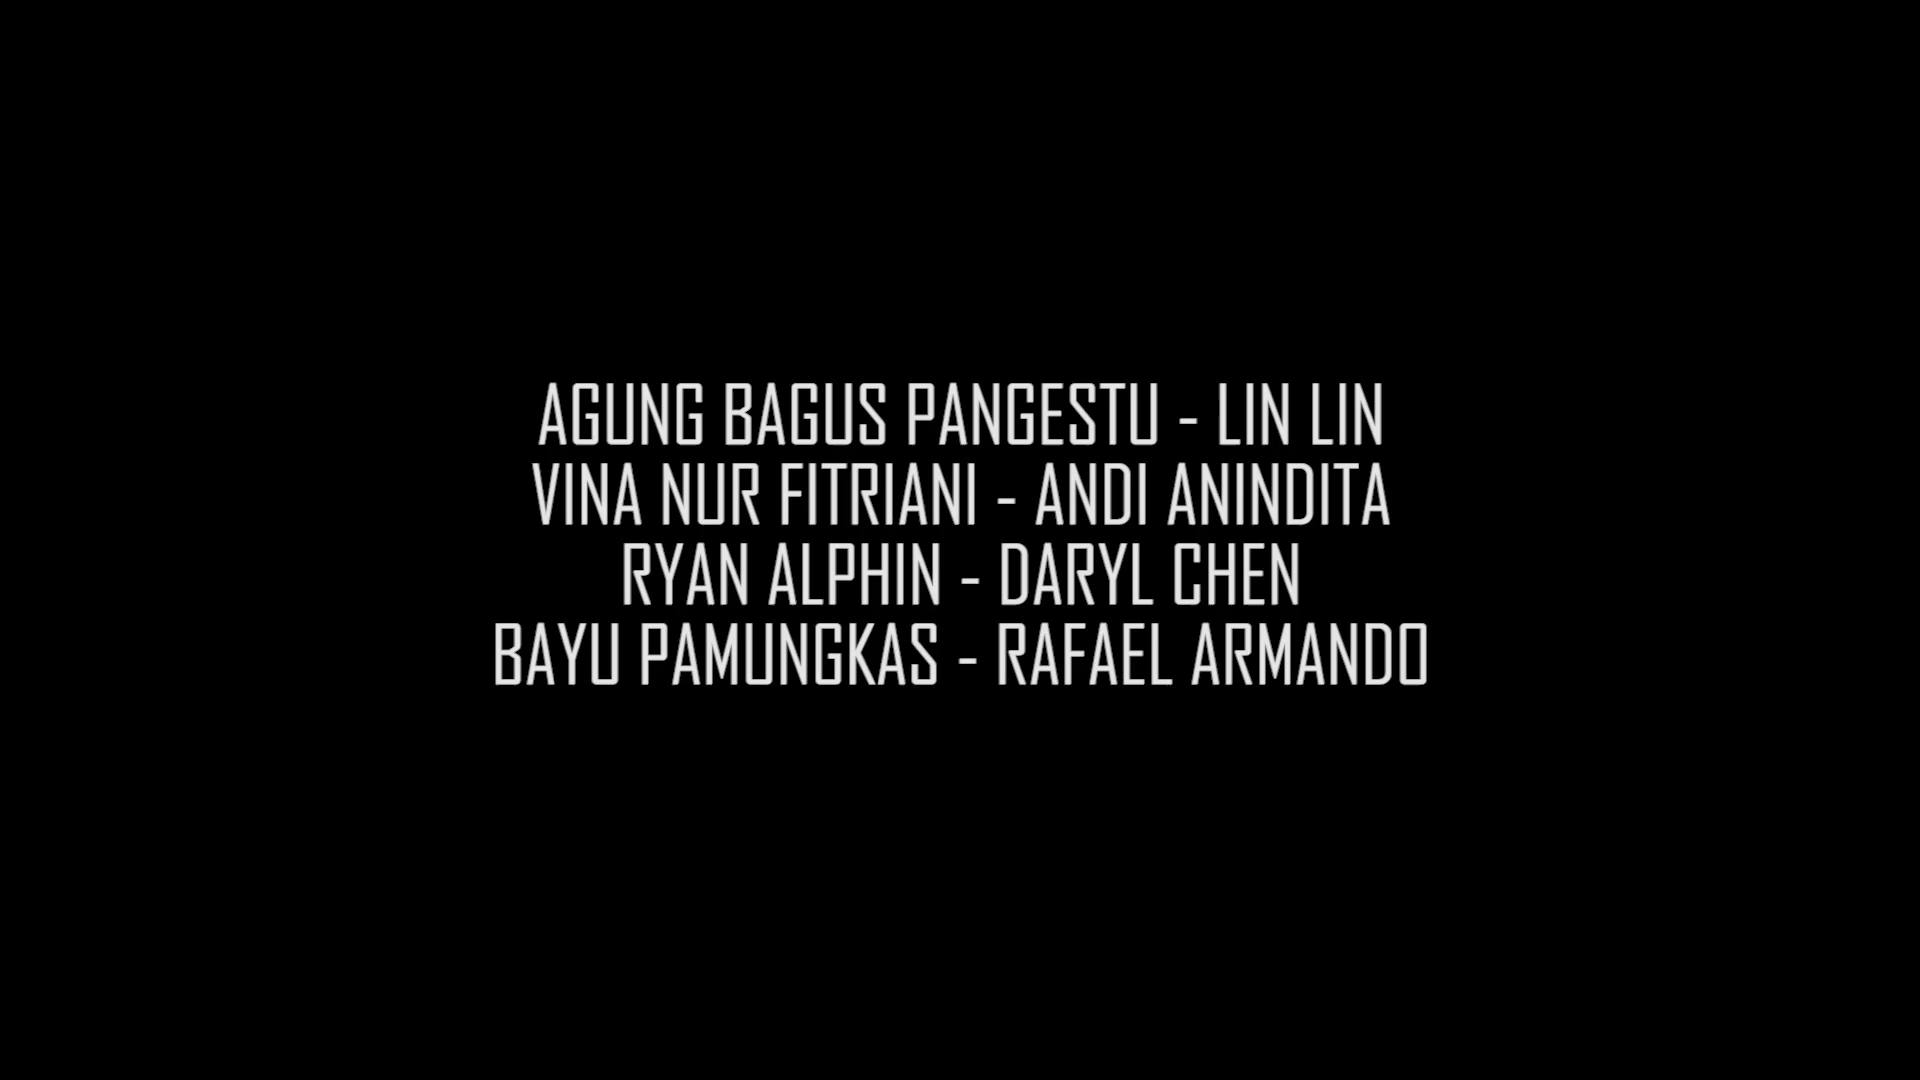 AGUNG BAGUS PANGESTU - LIN LIN
VINA NUR FITRIANI - ANDI ANINDITA
RYAN ALPHIN - DARYL CHEN
BAYU PAMUNGKAS - RAFAEL ARMANDO